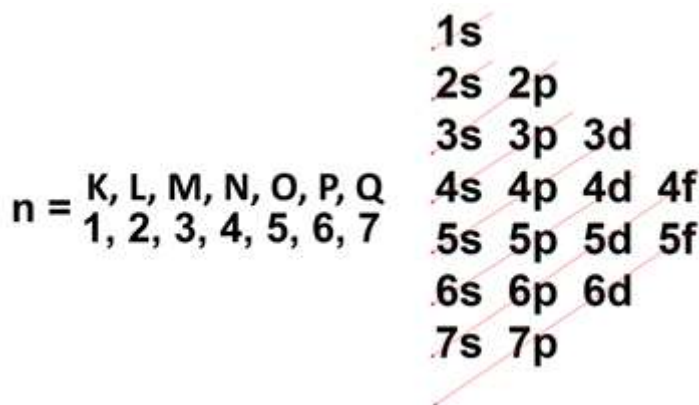 n = K, L, M, N, O, P, Q
1, 2, 3, 4, 5, 6, 7
1s
2s 2p
3s 3p 3d
4s 4p 4d 4f
5s 5p 5d 5f
6s 6p 6d
7s 7p